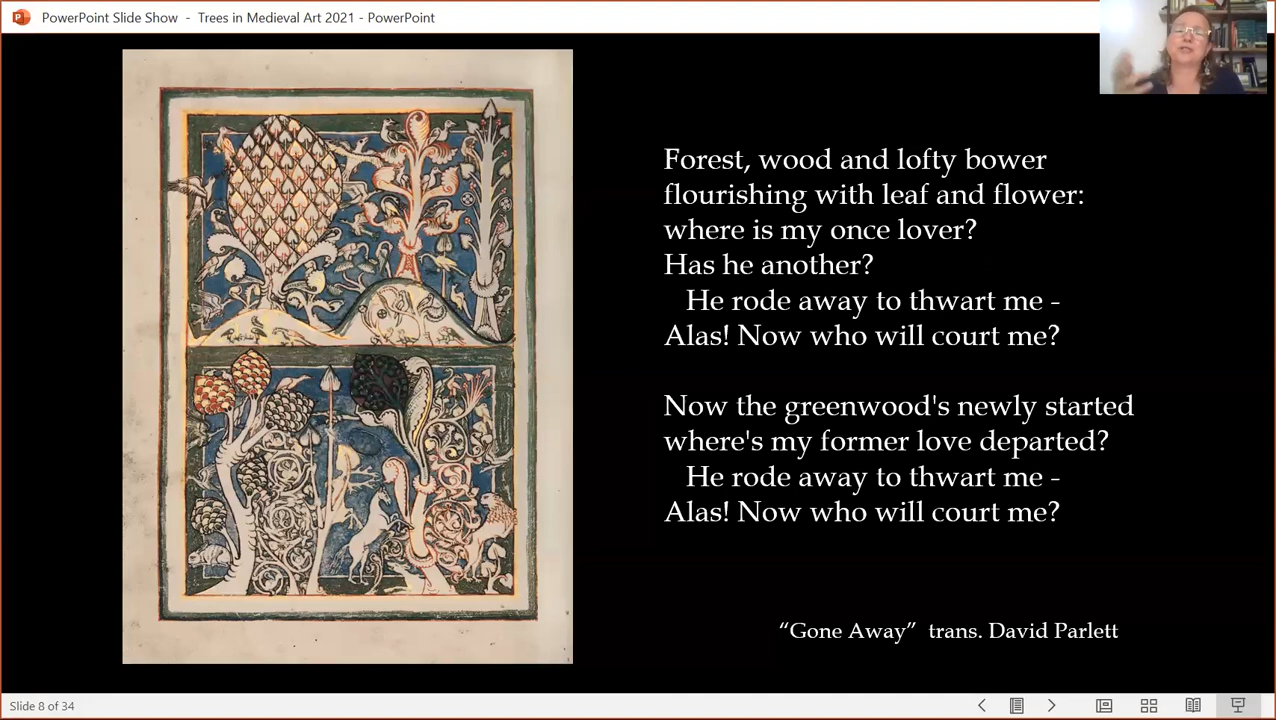 PowerPoint Slide Show - Trees in Medieval Art 2021 - PowerPoint
Forest, wood and lofty bower
flourishing with leaf and flower:
where is my once lover?
Has he another?
He rode away to thwart me -
Alas! Now who will court me?
Now the greenwood's newly started
where's my former love departed?
He rode away to thwart me -
Alas! Now who will court me?
“Gone Away” trans. David Parlett
Slide 8 of 34